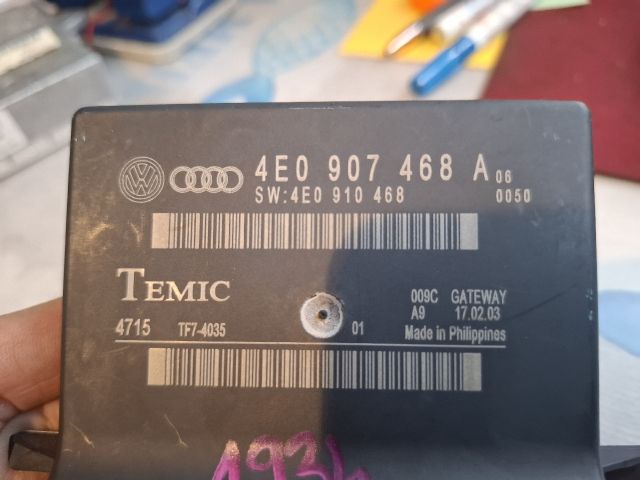 4E0 907 468 A 06
SW:4E0 910 468 0050
TEMIC
009C GATEWAY
A9 17.02.03
4715 TF7-4035 01 Made in Philippines